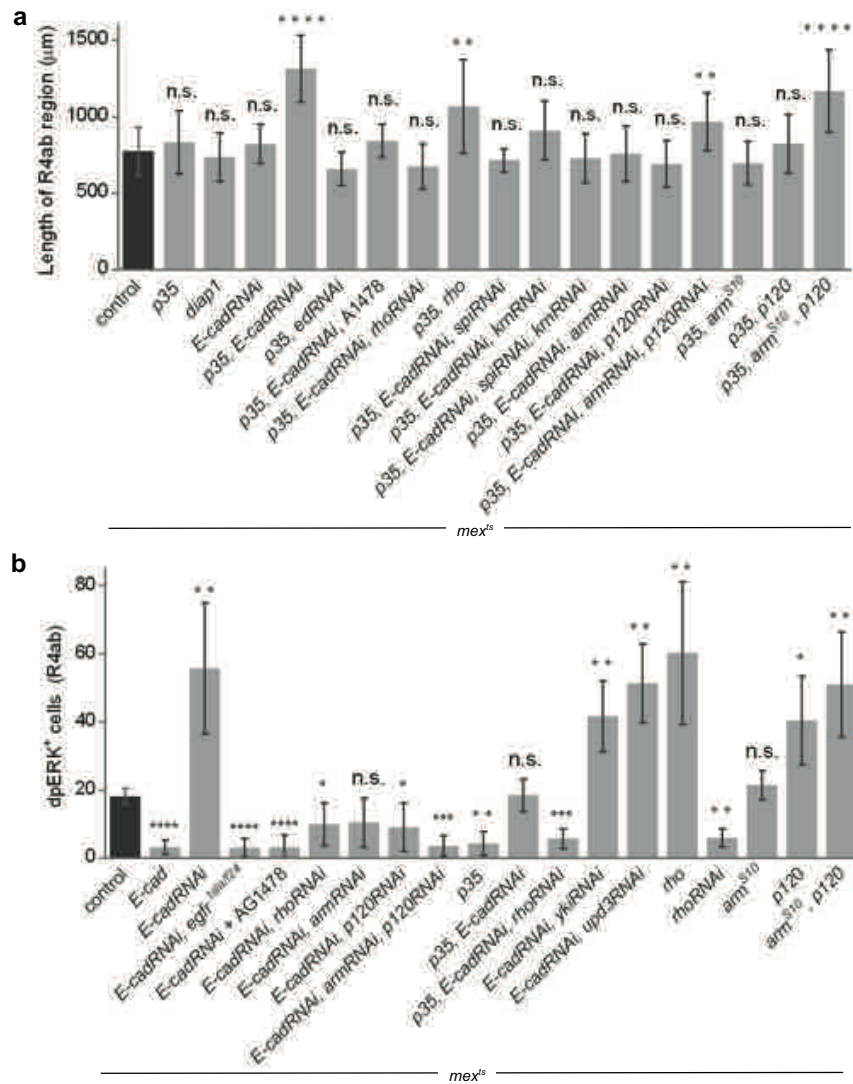 a
Length of R4ab region (μm)
1500
1000
500
0
n.s.
n.s.
n.s.
****
n.s.
n.s.
n.s.
**
n.s.
n.s.
n.s.
n.s.
n.s.
**
n.s.
n.s.
****
control
p35
diap1
E-cadRNAi
p35, E-cadRNAi
p35, edRNAi
p35, E-cadRNAi, A1478
p35, E-cadRNAi, rhoRNAi
p35, rho
p35, E-cadRNAi, spiRNAi
p35, E-cadRNAi, krnRNAi
p35, E-cadRNAi, spiRNAi, krnRNAi
p35, E-cadRNAi, armRNAi
p35, E-cadRNAi, p120RNAi
p35, E-cadRNAi, armRNAi, p120RNAi
p35, arm^S10
p35, p120
p35, arm^S10, p120
mex^ts
b
dpERK⁺ cells (R4ab)
80
60
40
20
0
****
**
****
****
*
n.s.
*
***
**
n.s.
***
**
**
**
**
n.s.
*
**
control
E-cad
E-cadRNAi
E-cadRNAi, egfr
E-cadRNAi + AG1478
E-cadRNAi, rhoRNAi
E-cadRNAi, armRNAi
E-cadRNAi, p120RNAi
E-cadRNAi, armRNAi, p120RNAi
p35
p35, E-cadRNAi
p35, E-cadRNAi, rhoRNAi
E-cadRNAi, ykiRNAi
E-cadRNAi, upd3RNAi
rho
rhoRNAi
arm^S10
p120
arm^S10, p120
mex^ts